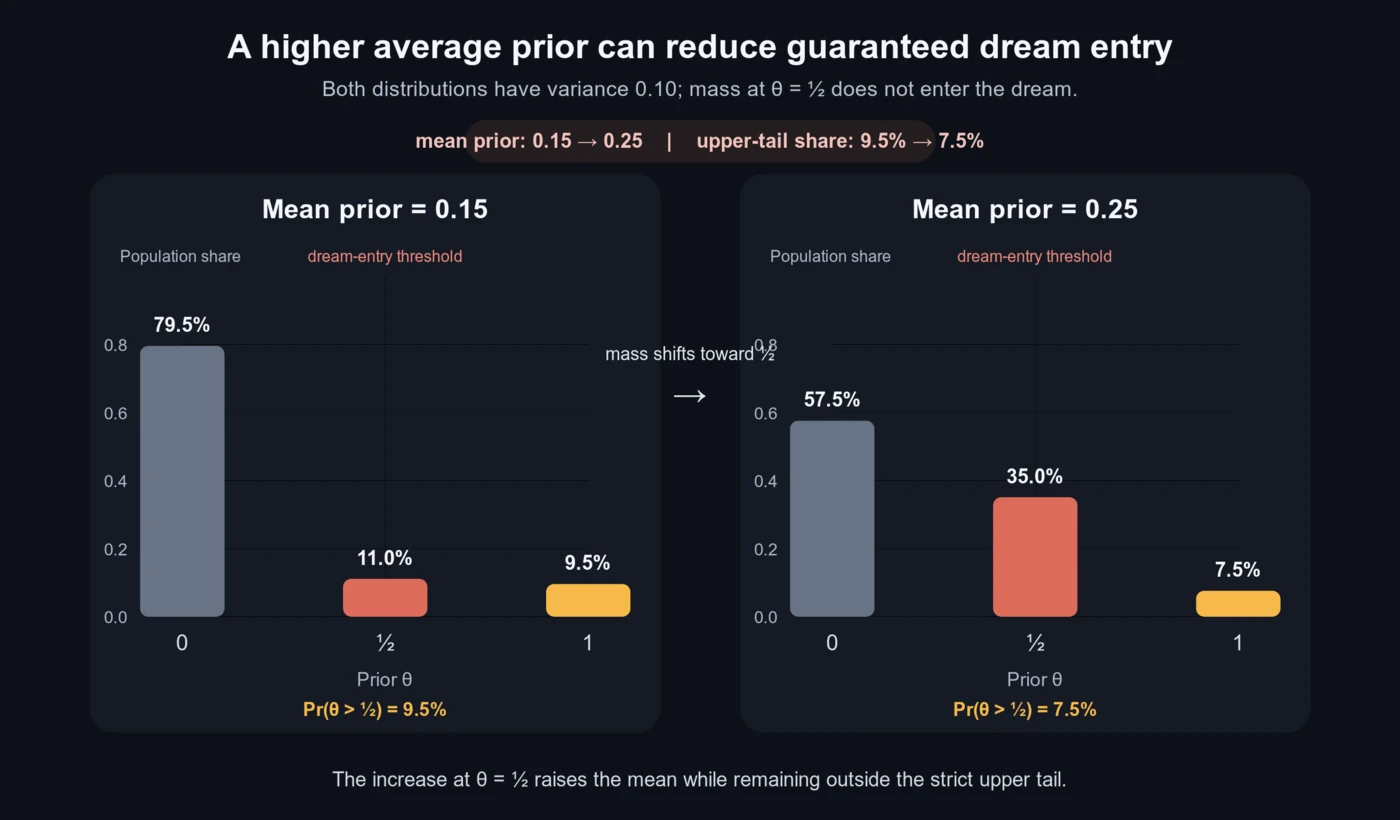 A higher average prior can reduce guaranteed dream entry
Both distributions have variance 0.10; mass at θ = ½ does not enter the dream.
mean prior: 0.15 → 0.25 | upper-tail share: 9.5% → 7.5%
Mean prior = 0.15
Population share
dream-entry threshold
79.5%
11.0%
9.5%
0.8
0.6
0.4
0.2
0.0
0
½
1
Prior θ
Pr(θ > ½) = 9.5%
mass shifts toward ½
→
Mean prior = 0.25
Population share
dream-entry threshold
57.5%
35.0%
7.5%
0.8
0.6
0.4
0.2
0.0
0
½
1
Prior θ
Pr(θ > ½) = 7.5%
The increase at θ = ½ raises the mean while remaining outside the strict upper tail.